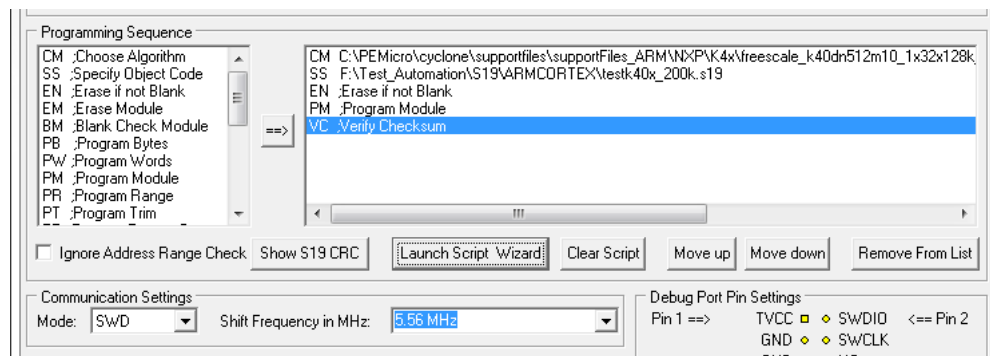 Programming Sequence
CM ;Choose Algorithm
SS ;Specify Object Code
EN ;Erase if not Blank
EM ;Erase Module
BM ;Blank Check Module
PB ;Program Bytes
PW ;Program Words
PM ;Program Module
PR ;Program Range
PT ;Program Trim
==>
CM C:\PEMicro\cyclone\supportfiles\supportFiles_ARM\NXP\K4x\freescale_k40dn512m10_1x32x128k_
SS F:\Test_Automation\S19\ARMCORTEX\testk40x_200k.s19
EN ;Erase if not Blank
PM ;Program Module
VC ;Verify Checksum
Ignore Address Range Check
Show S19 CRC
Launch Script Wizard
Clear Script
Move up
Move down
Remove From List
Communication Settings
Mode: SWD
Shift Frequency in MHz: 5.56 MHz
Debug Port Pin Settings
Pin 1 ==> TVCC SWDIO <== Pin 2
GND SWCLK